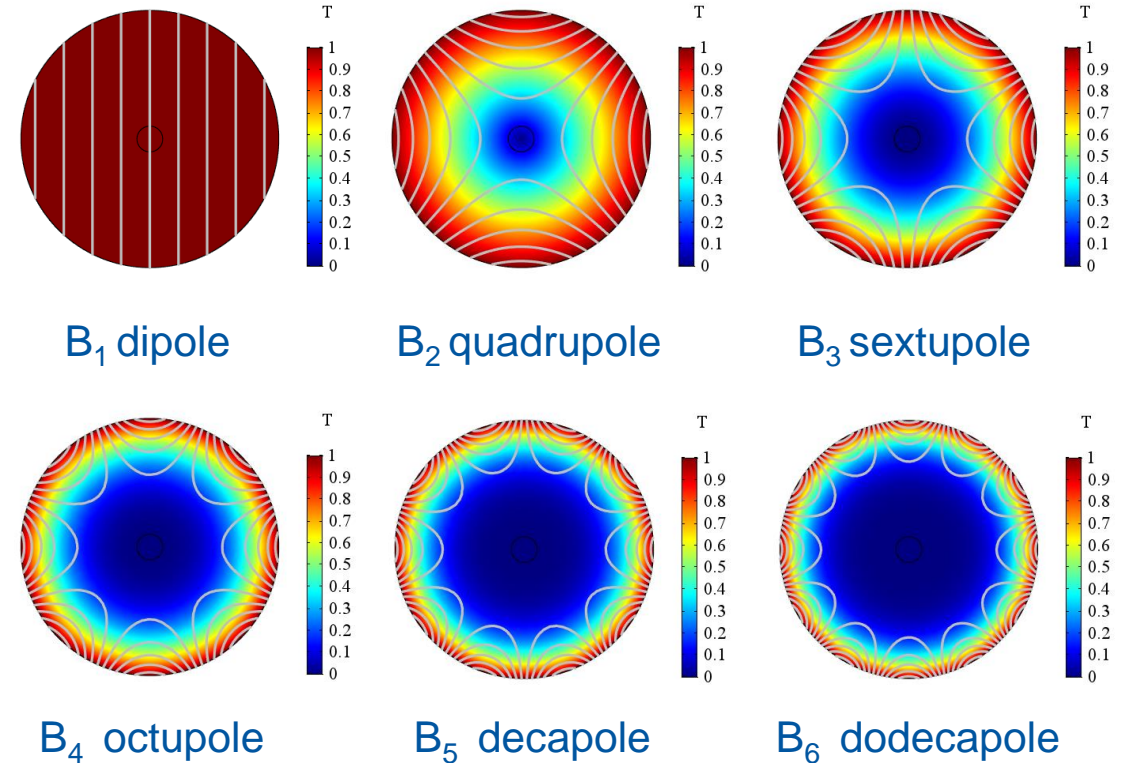 T T T
1 1 1
0.9 0.9 0.9
0.8 0.8 0.8
0.7 0.7 0.7
0.6 0.6 0.6
0.5 0.5 0.5
0.4 0.4 0.4
0.3 0.3 0.3
0.2 0.2 0.2
0.1 0.1 0.1
0 0 0
B₁ dipole B₂ quadrupole B₃ sextupole
T T T
1 1 1
0.9 0.9 0.9
0.8 0.8 0.8
0.7 0.7 0.7
0.6 0.6 0.6
0.5 0.5 0.5
0.4 0.4 0.4
0.3 0.3 0.3
0.2 0.2 0.2
0.1 0.1 0.1
0 0 0
B₄ octupole B₅ decapole B₆ dodecapole